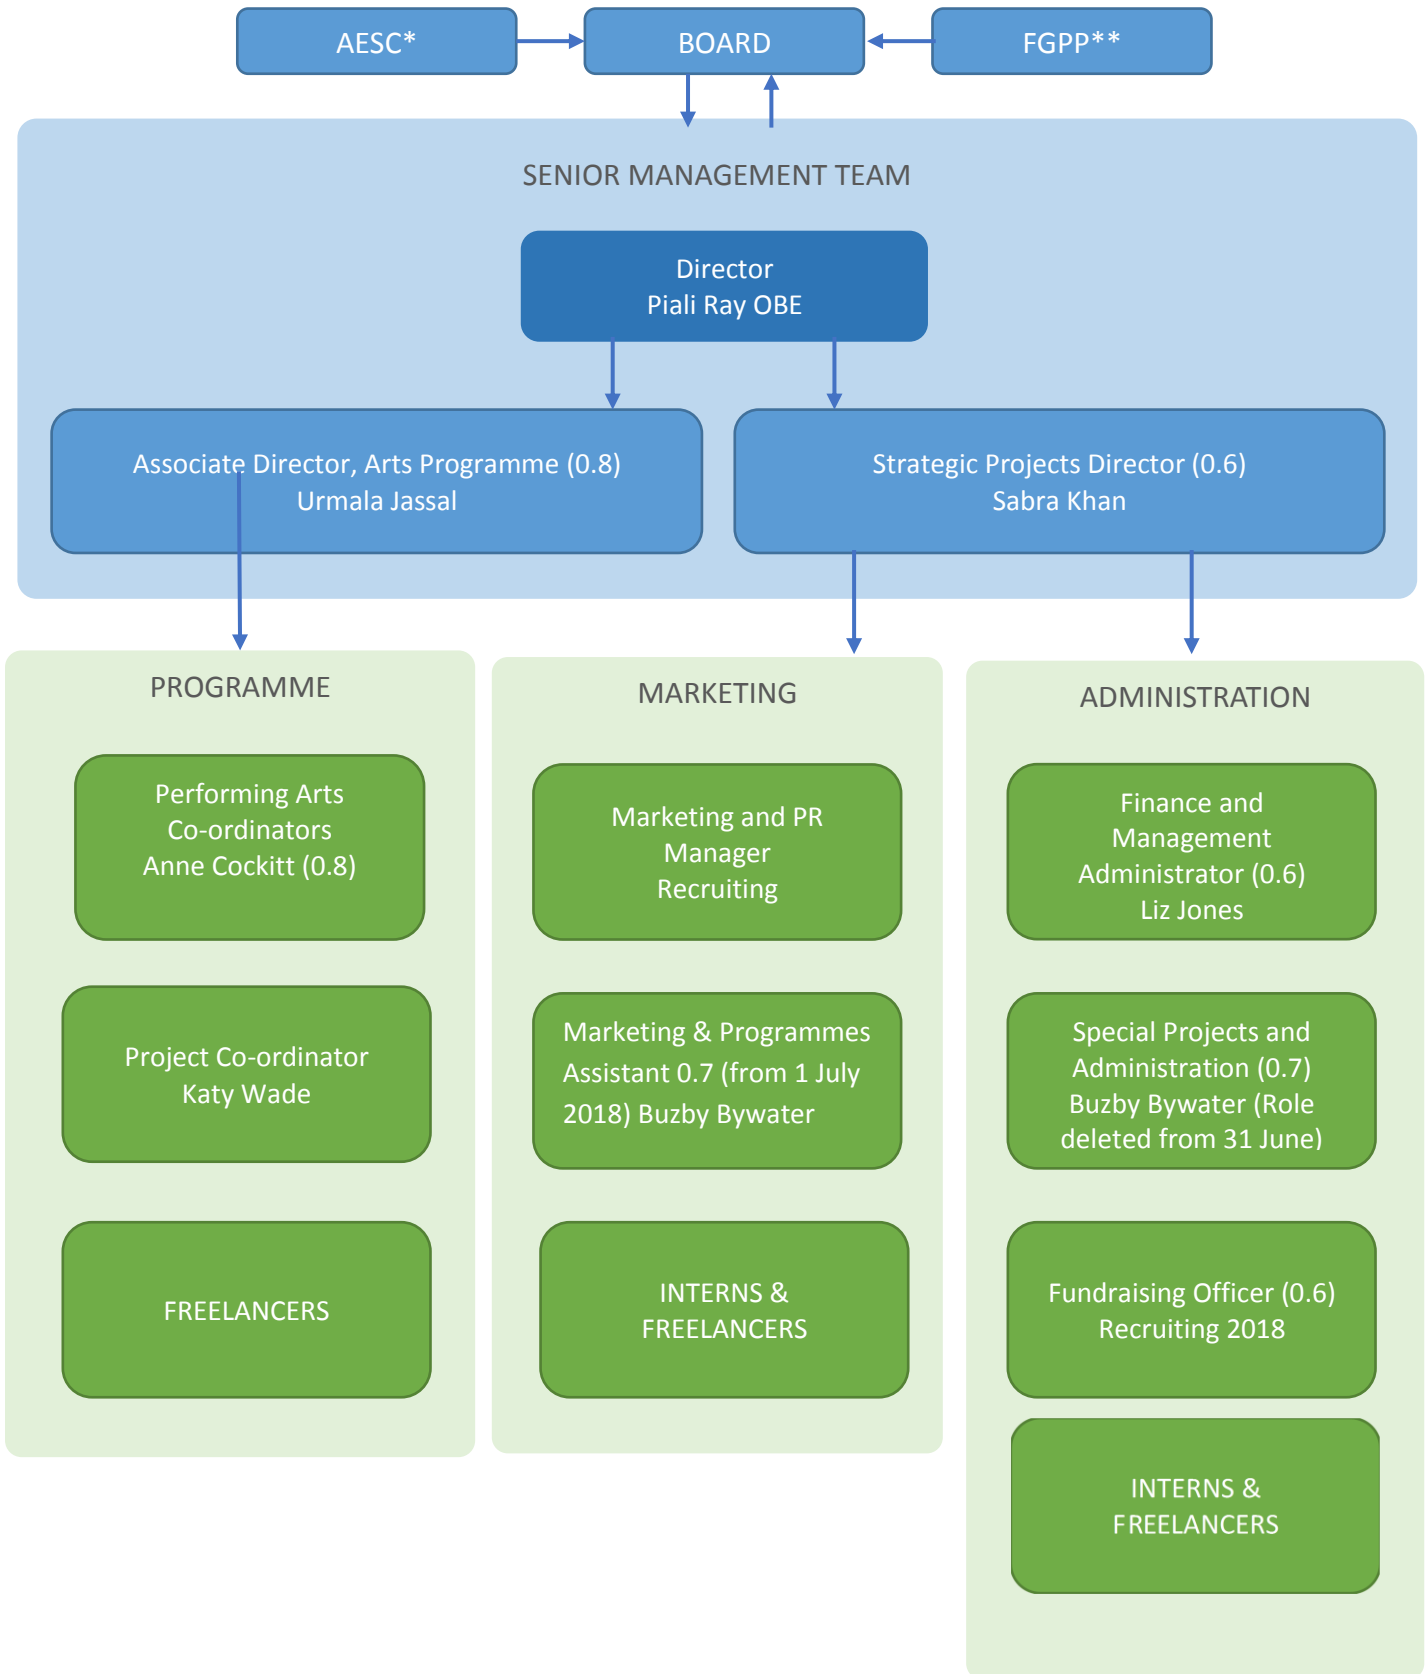 AESC*
BOARD
FGPP**
SENIOR MANAGEMENT TEAM
Director
Piali Ray OBE
Associate Director, Arts Programme (0.8)
Urmala Jassal
Strategic Projects Director (0.6)
Sabra Khan
PROGRAMME
Performing Arts
Co-ordinators
Anne Cockitt (0.8)
Project Co-ordinator
Katy Wade
FREELANCERS
MARKETING
Marketing and PR
Manager
Recruiting
Marketing & Programmes
Assistant 0.7 (from 1 July
2018) Buzby Bywater
INTERNS &
FREELANCERS
ADMINISTRATION
Finance and
Management
Administrator (0.6)
Liz Jones
Special Projects and
Administration (0.7)
Buzby Bywater (Role
deleted from 31 June)
Fundraising Officer (0.6)
Recruiting 2018
INTERNS &
FREELANCERS